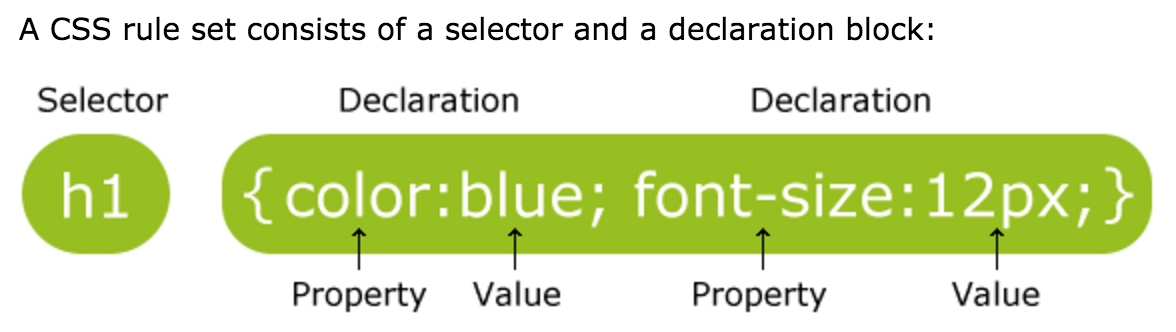 A CSS rule set consists of a selector and a declaration block:
Selector Declaration Declaration
h1 {color:blue; font-size:12px;}
Property Value Property Value